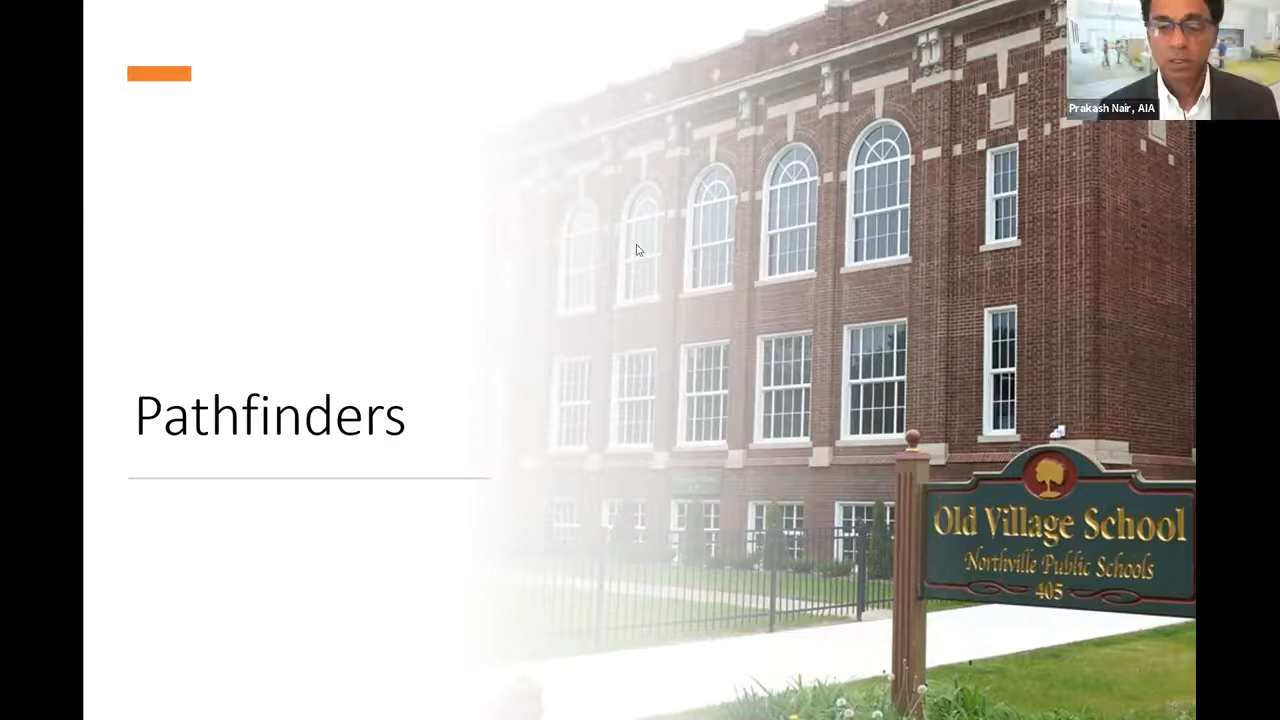 Prakash Nair, AIA
Pathfinders
Old Village School
Northville Public Schools
405